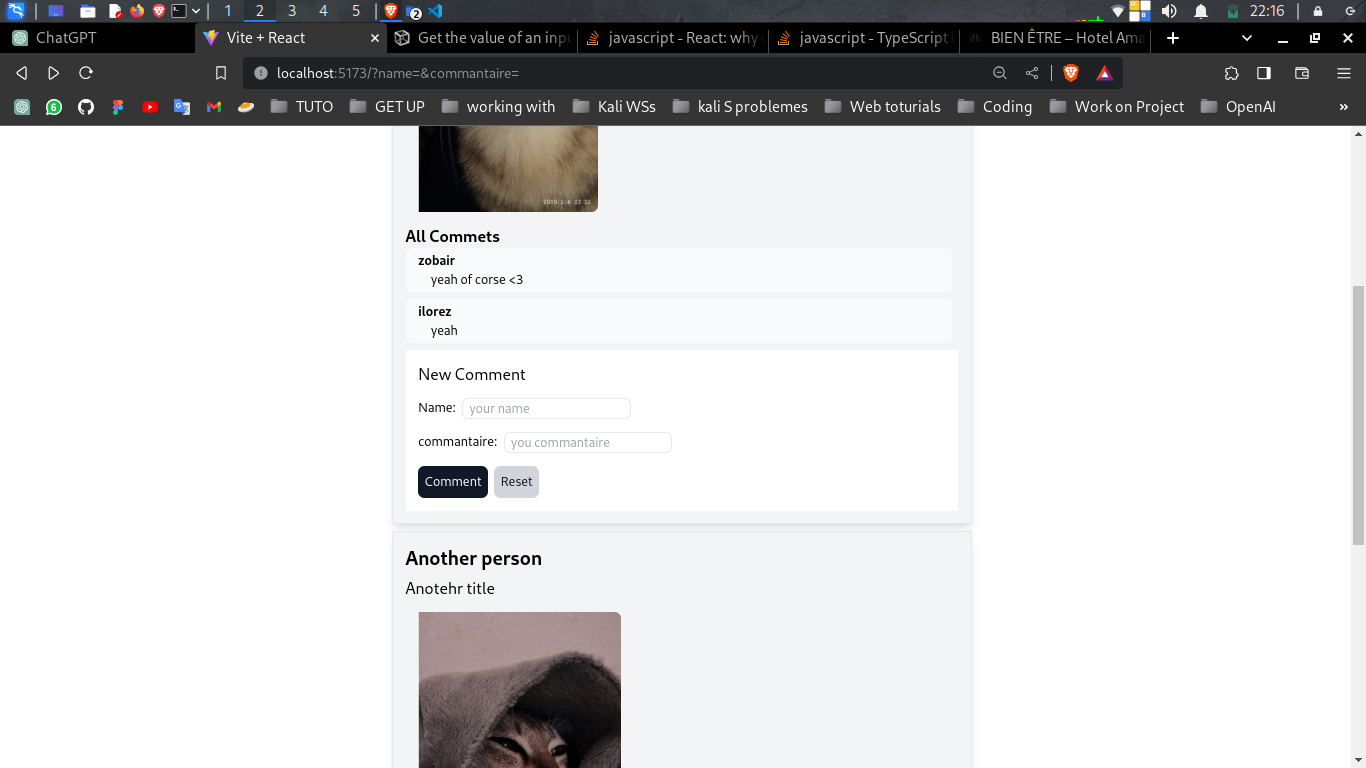 1 2 3 4 5 2 22:16
ChatGPT Vite + React Get the value of an inpu javascript - React: why javascript - TypeScript i BIEN ÊTRE – Hotel Ama
localhost:5173/?name=&commantaire=
6 TUTO GET UP working with Kali WSs kali S problemes Web toturials Coding Work on Project OpenAI »
2019/2/4 22:32
All Commets
zobair
yeah of corse <3
ilorez
yeah
New Comment
Name: your name
commantaire: you commantaire
Comment Reset
Another person
Anotehr title